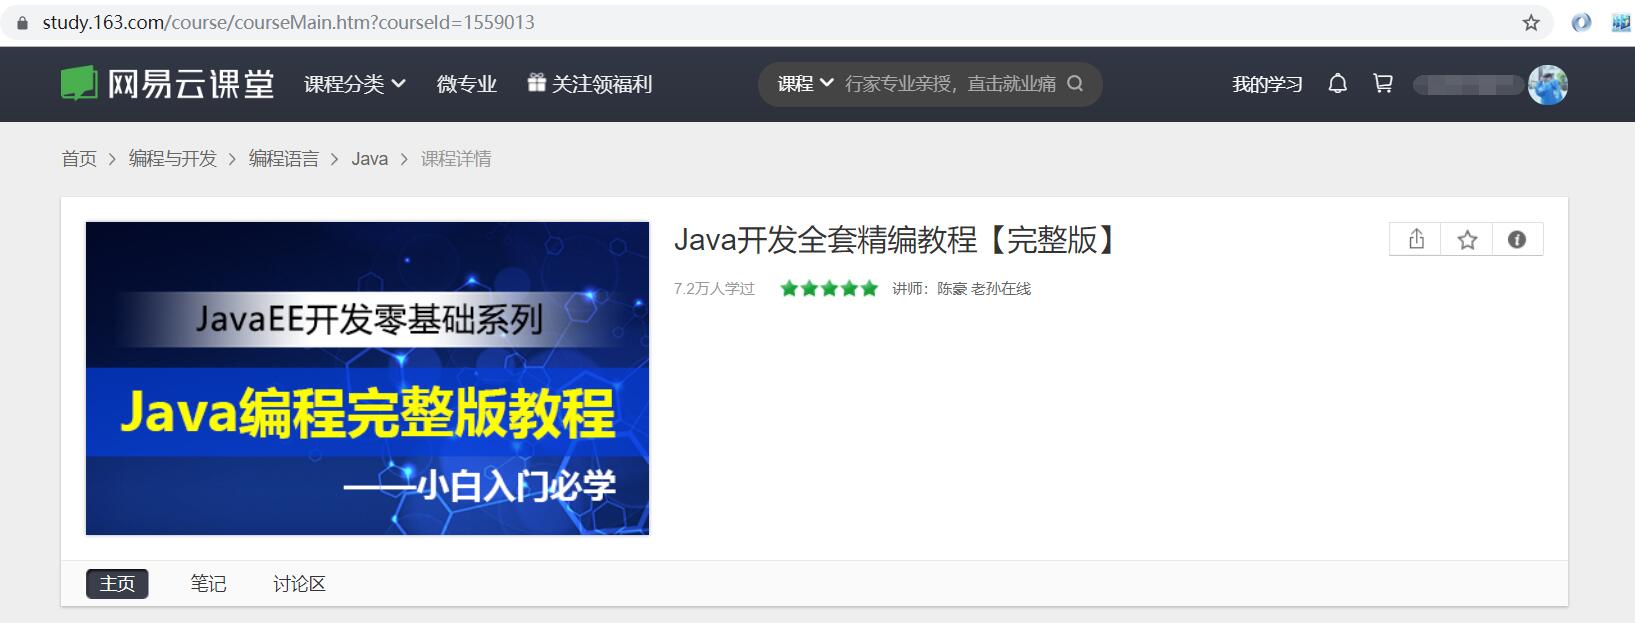 study.163.com/course/courseMain.htm?courseId=1559013
网易云课堂 课程分类 微专业 关注领福利 课程 行家专业亲授，直击就业痛 我的学习
首页 > 编程与开发 > 编程语言 > Java > 课程详情
JavaEE开发零基础系列
Java编程完整版教程
——小白入门必学
Java开发全套精编教程【完整版】
7.2万人学过 讲师：陈豪 老孙在线
主页 笔记 讨论区